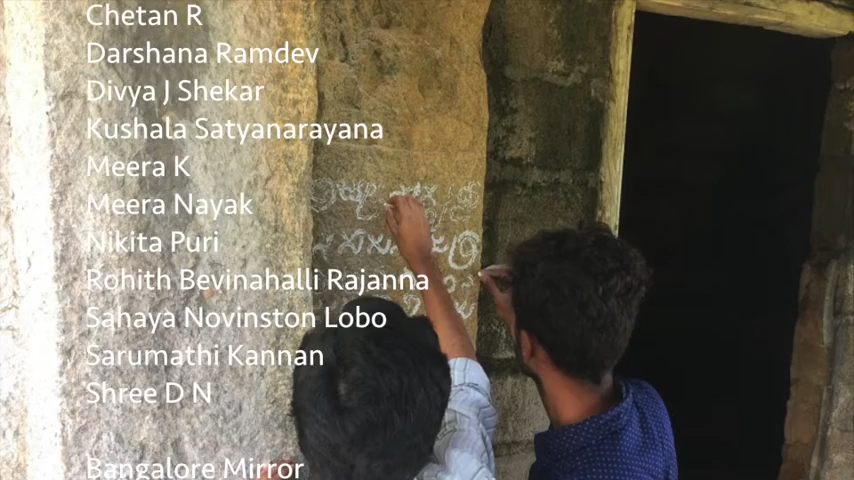 Chetan R
Darshana Ramdev
Divya J Shekar
Kushala Satyanarayana
Meera K
Meera Nayak
Nikita Puri
Rohith Bevinahalli Rajanna
Sahaya Novinston Lobo
Sarumathi Kannan
Shree D N
Bangalore Mirror